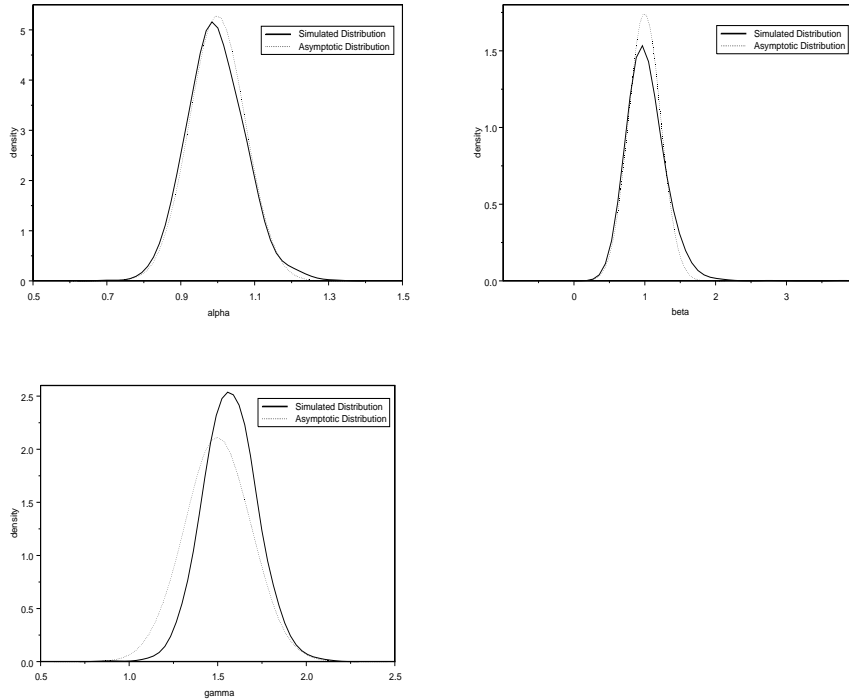 5
4
3
2
1
0
density
Simulated Distribution
Asymptotic Distribution
0.5 0.7 0.9 1.1 1.3 1.5
alpha
1.5
1.0
0.5
0.0
density
Simulated Distribution
Asymptotic Distribution
0 1 2 3
beta
2.5
2.0
1.5
1.0
0.5
0.0
density
Simulated Distribution
Asymptotic Distribution
0.5 1.0 1.5 2.0 2.5
gamma